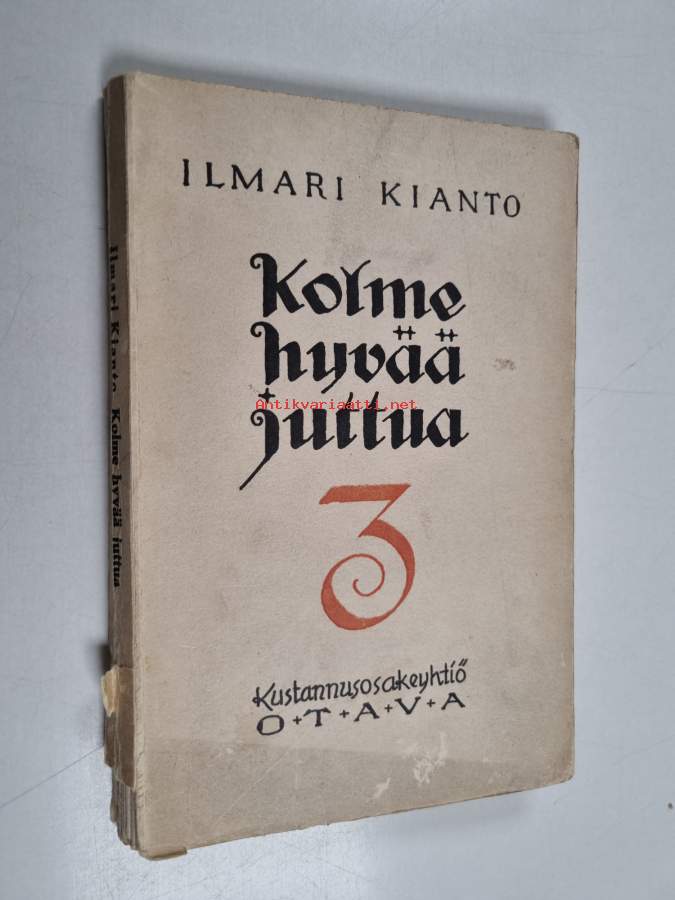 ILMARI KIANTO
Kolme
hyvää
juttua
Antikvariaatti.net
3
Kustannusosakeyhtiö
O+T+A+V+A
Ilmari Kianto Kolme hyvää juttua